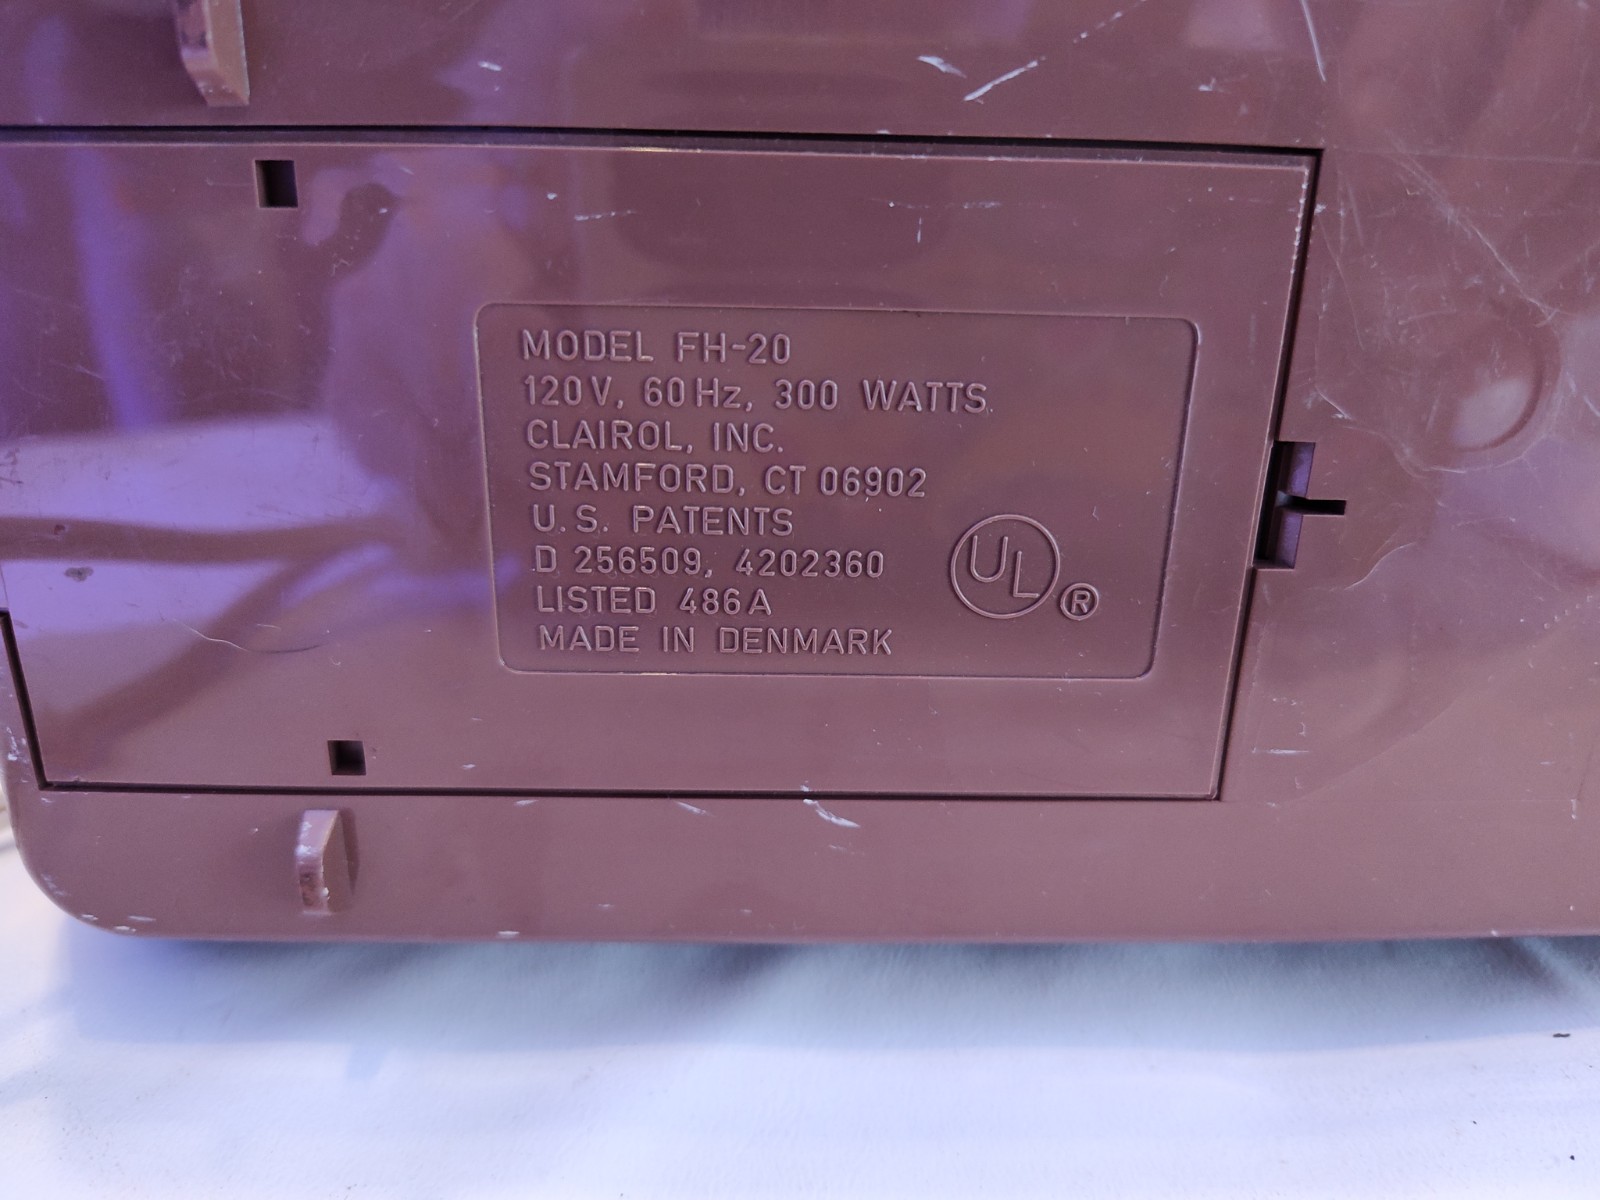 MODEL FH-20
120V, 60Hz, 300 WATTS
CLAIROL, INC.
STAMFORD, CT 06902
U.S. PATENTS
D 256509, 4202360
LISTED 486A
MADE IN DENMARK
UL ®